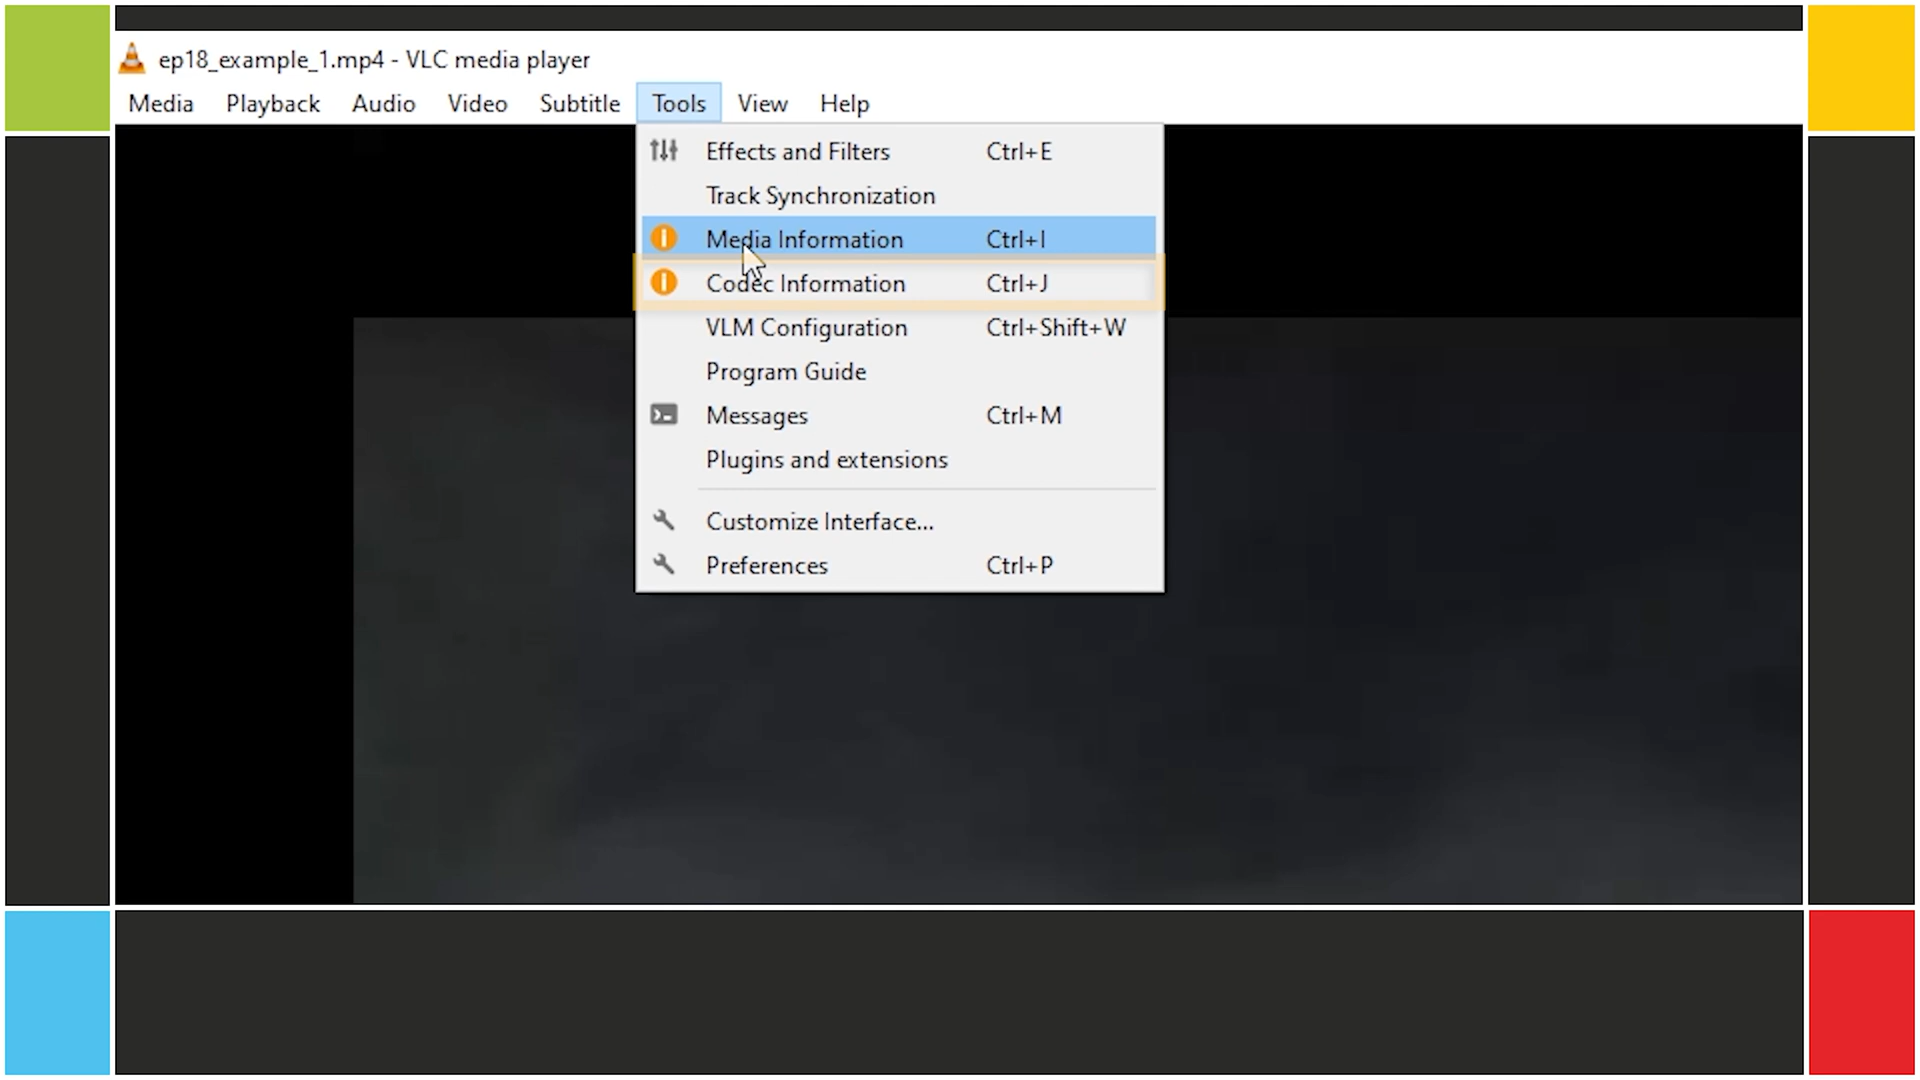 ep18_example_1.mp4 - VLC media player
Media Playback Audio Video Subtitle Tools View Help
Effects and Filters Ctrl+E
Track Synchronization
Media Information Ctrl+I
Codec Information Ctrl+J
VLM Configuration Ctrl+Shift+W
Program Guide
Messages Ctrl+M
Plugins and extensions
Customize Interface...
Preferences Ctrl+P